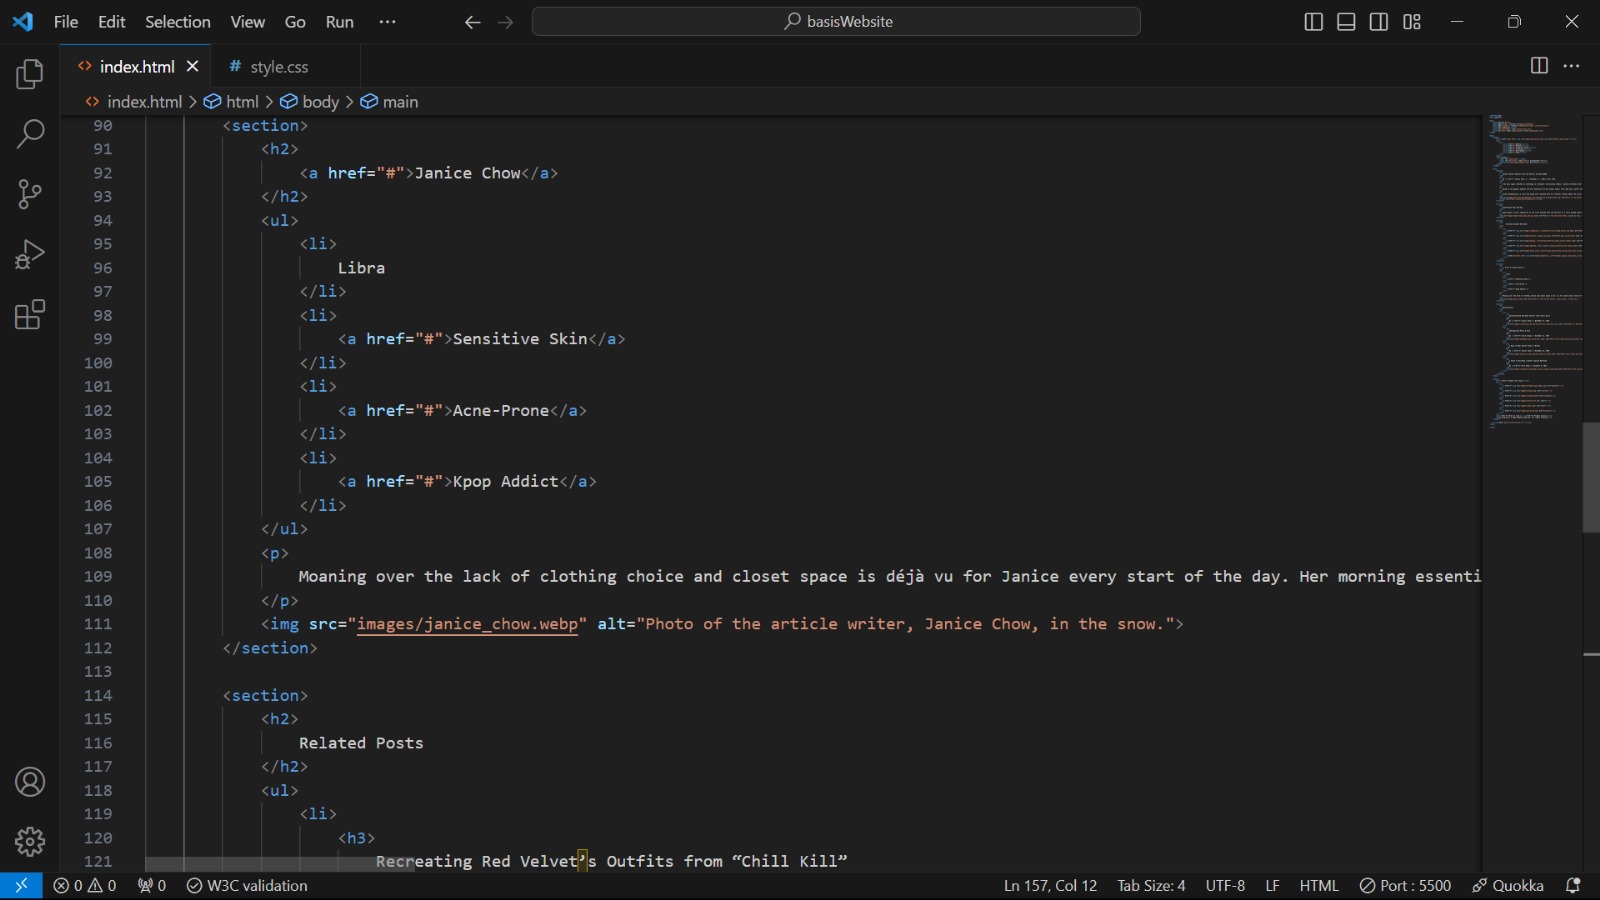 File Edit Selection View Go Run ··· basisWebsite
index.html style.css
index.html > html > body > main
90 <section>
91 <h2>
92 <a href="#">Janice Chow</a>
93 </h2>
94 <ul>
95 <li>
96 Libra
97 </li>
98 <li>
99 <a href="#">Sensitive Skin</a>
100 </li>
101 <li>
102 <a href="#">Acne-Prone</a>
103 </li>
104 <li>
105 <a href="#">Kpop Addict</a>
106 </li>
107 </ul>
108 <p>
109 Moaning over the lack of clothing choice and closet space is déjà vu for Janice every start of the day. Her morning essenti
110 </p>
111 <img src="images/janice_chow.webp" alt="Photo of the article writer, Janice Chow, in the snow.">
112 </section>
113
114 <section>
115 <h2>
116 Related Posts
117 </h2>
118 <ul>
119 <li>
120 <h3>
121 Recreating Red Velvet’s Outfits from “Chill Kill”
0 0 0 W3C validation Ln 157, Col 12 Tab Size: 4 UTF-8 LF HTML Port : 5500 Quokka